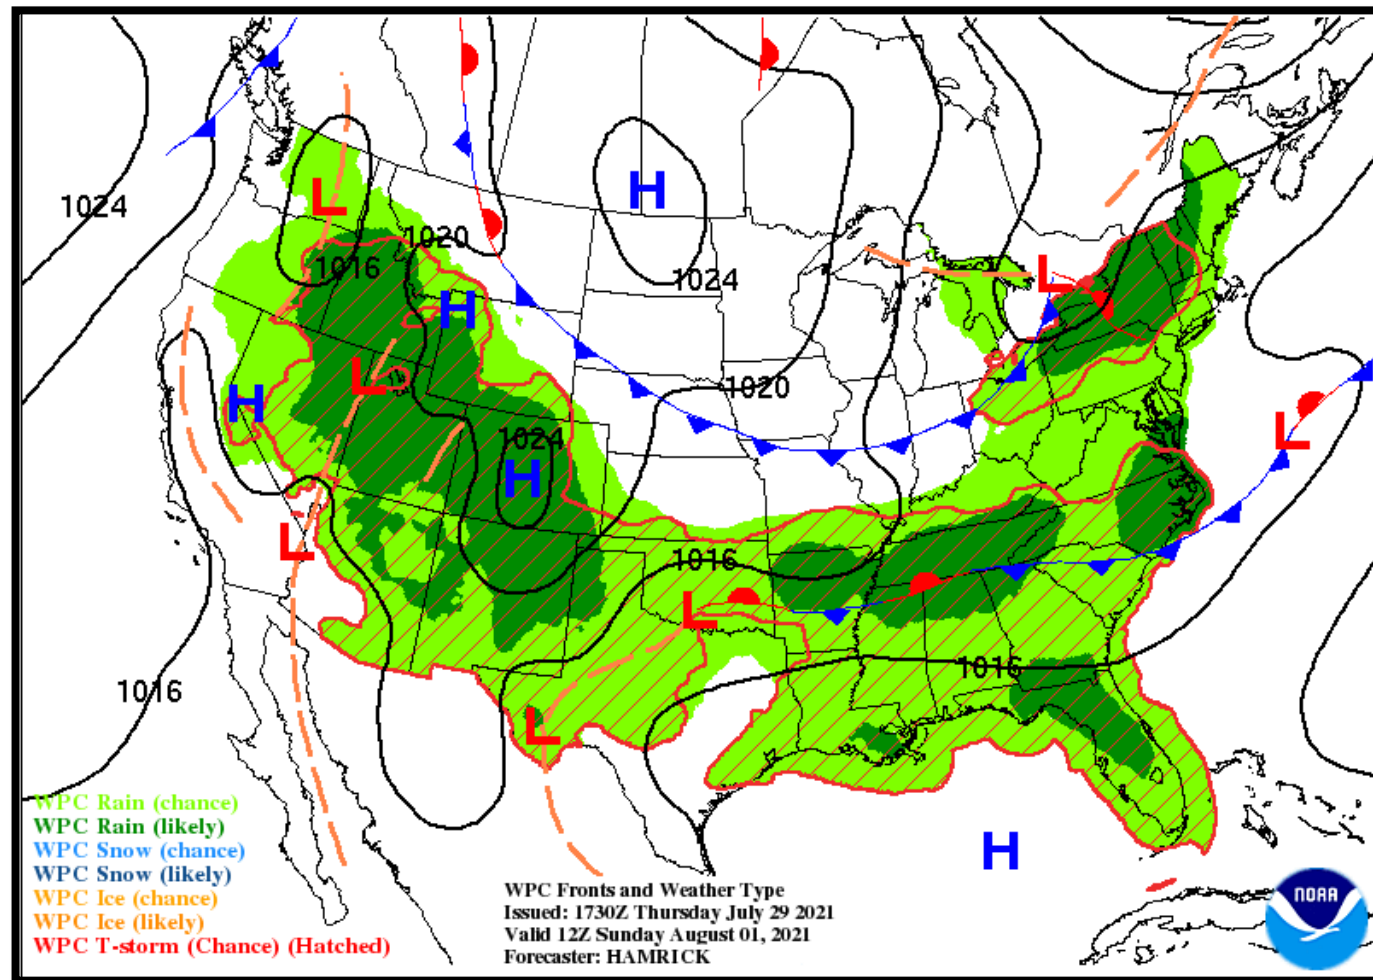 1024
L
H
1020
1016
1024
L
H
L
H
1020
L
1024
H
L
L
1016
L
1016
1016
L
H
WPC Rain (chance)
WPC Rain (likely)
WPC Snow (chance)
WPC Snow (likely)
WPC Ice (chance)
WPC Ice (likely)
WPC T-storm (Chance) (Hatched)
WPC Fronts and Weather Type
Issued: 1730Z Thursday July 29 2021
Valid 12Z Sunday August 01, 2021
Forecaster: HAMRICK
NOAA